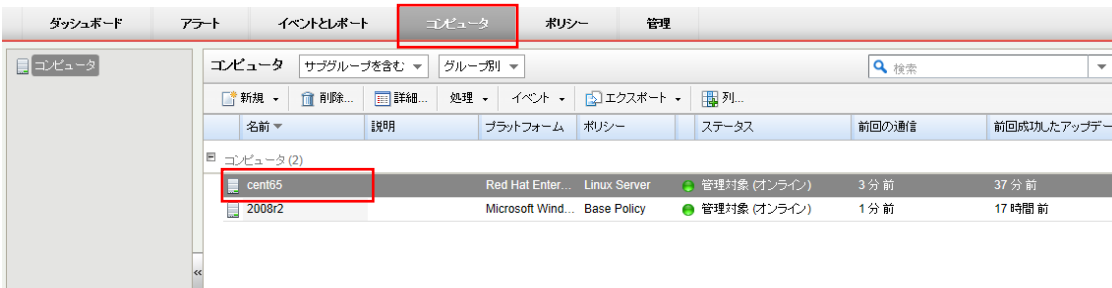 ダッシュボード アラート イベントとレポート コンピュータ ポリシー 管理
コンピュータ コンピュータ サブグループを含む グループ別 検索
新規 削除... 詳細... 処理 イベント エクスポート 列...
名前 説明 プラットフォーム ポリシー ステータス 前回の通信 前回成功したアップデー
コンピュータ (2)
cent65 Red Hat Enter... Linux Server 管理対象 (オンライン) 3 分 前 37 分 前
2008r2 Microsoft Wind... Base Policy 管理対象 (オンライン) 1 分 前 17 時間 前
«